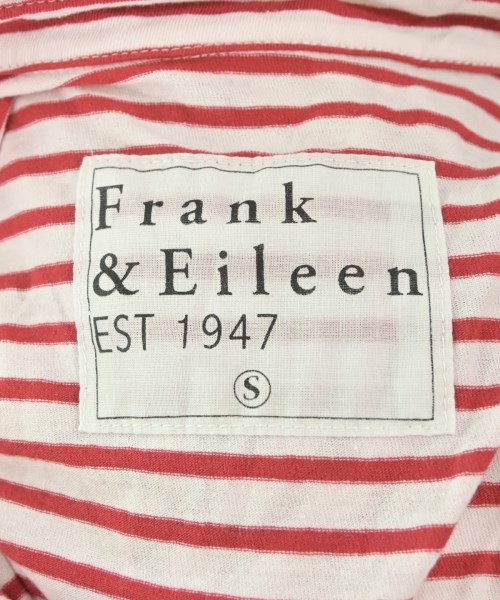 Frank
& Eileen
EST 1947
S